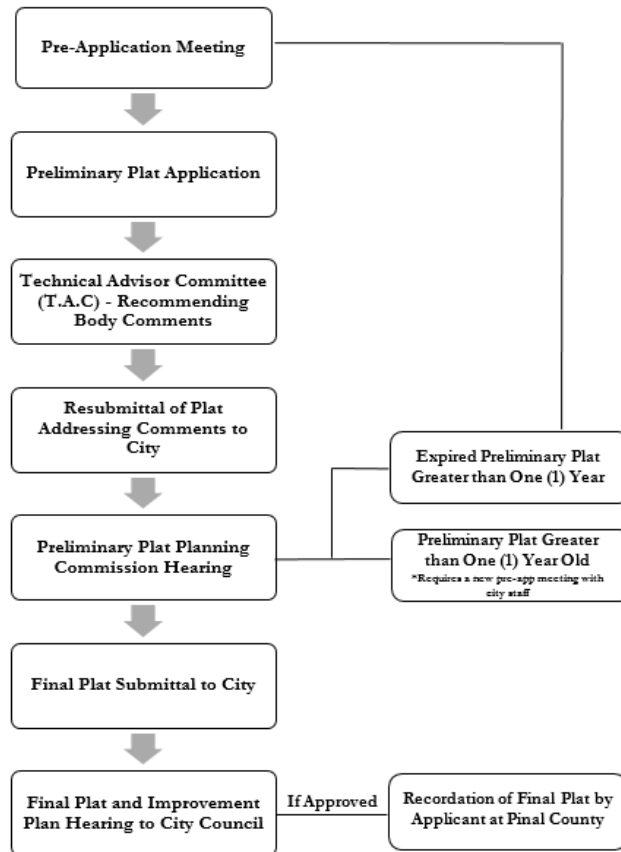 Pre-Application Meeting
Preliminary Plat Application
Technical Advisor Committee
(T.A.C) - Recommending
Body Comments
Resubmittal of Plat
Addressing Comments to
City
Expired Preliminary Plat
Greater than One (1) Year
Preliminary Plat Planning
Commission Hearing
Preliminary Plat Greater
than One (1) Year Old
*Requires a new pre-app meeting with
city staff
Final Plat Submittal to City
Final Plat and Improvement
Plan Hearing to City Council
If Approved
Recordation of Final Plat by
Applicant at Pinal County